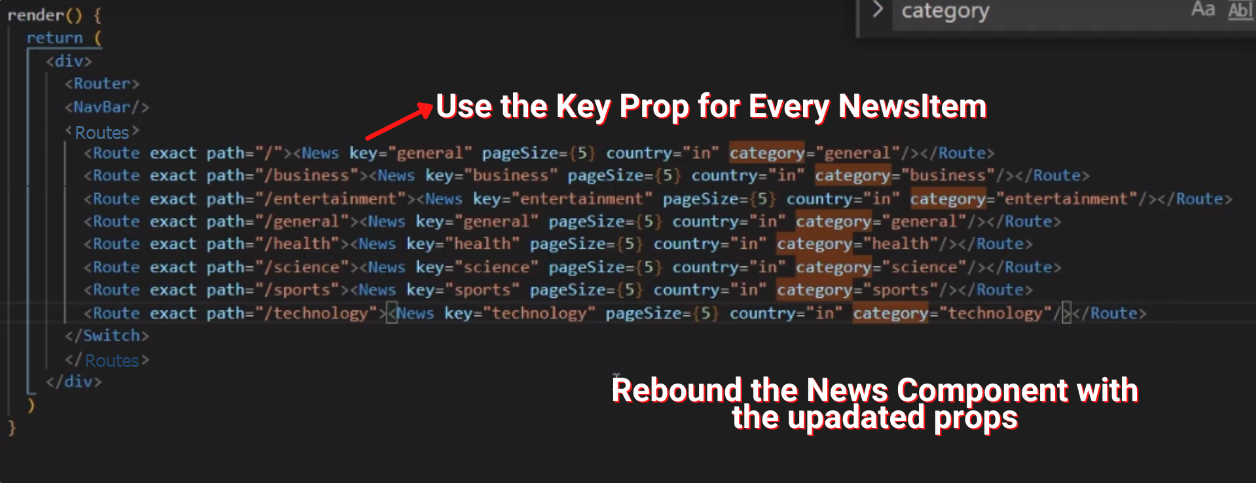 render() {
category Aa Abl
return (
<div>
<Router>
<NavBar/>
Use the Key Prop for Every NewsItem
<Routes>
<Route exact path="/"><News key="general" pageSize={5} country="in" category="general"/></Route>
<Route exact path="/business"><News key="business" pageSize={5} country="in" category="business"/></Route>
<Route exact path="/entertainment"><News key="entertainment" pageSize={5} country="in" category="entertainment"/></Route>
<Route exact path="/general"><News key="general" pageSize={5} country="in" category="general"/></Route>
<Route exact path="/health"><News key="health" pageSize={5} country="in" category="health"/></Route>
<Route exact path="/science"><News key="science" pageSize={5} country="in" category="science"/></Route>
<Route exact path="/sports"><News key="sports" pageSize={5} country="in" category="sports"/></Route>
<Route exact path="/technology"><News key="technology" pageSize={5} country="in" category="technology"/></Route>
</Switch>
</Routes>
</div>
Rebound the News Component with
the upadated props
)
}